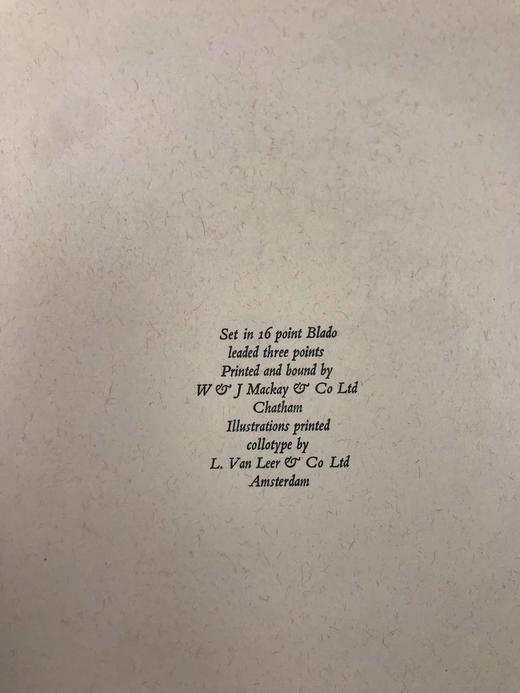 Set in 16 point Blado
leaded three points
Printed and bound by
W & J Mackay & Co Ltd
Chatham
Illustrations printed
collotype by
L. Van Leer & Co Ltd
Amsterdam